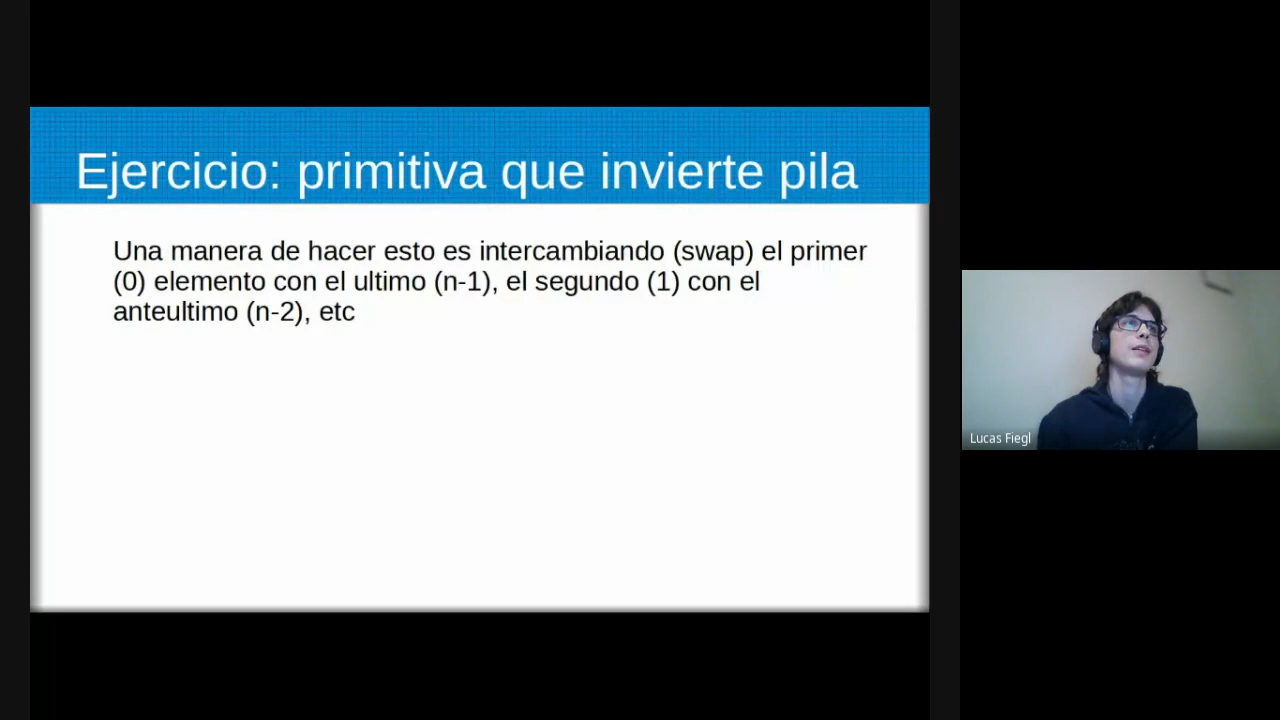 Ejercicio: primitiva que invierte pila
Una manera de hacer esto es intercambiando (swap) el primer
(0) elemento con el ultimo (n-1), el segundo (1) con el
anteultimo (n-2), etc
Lucas Fiegl